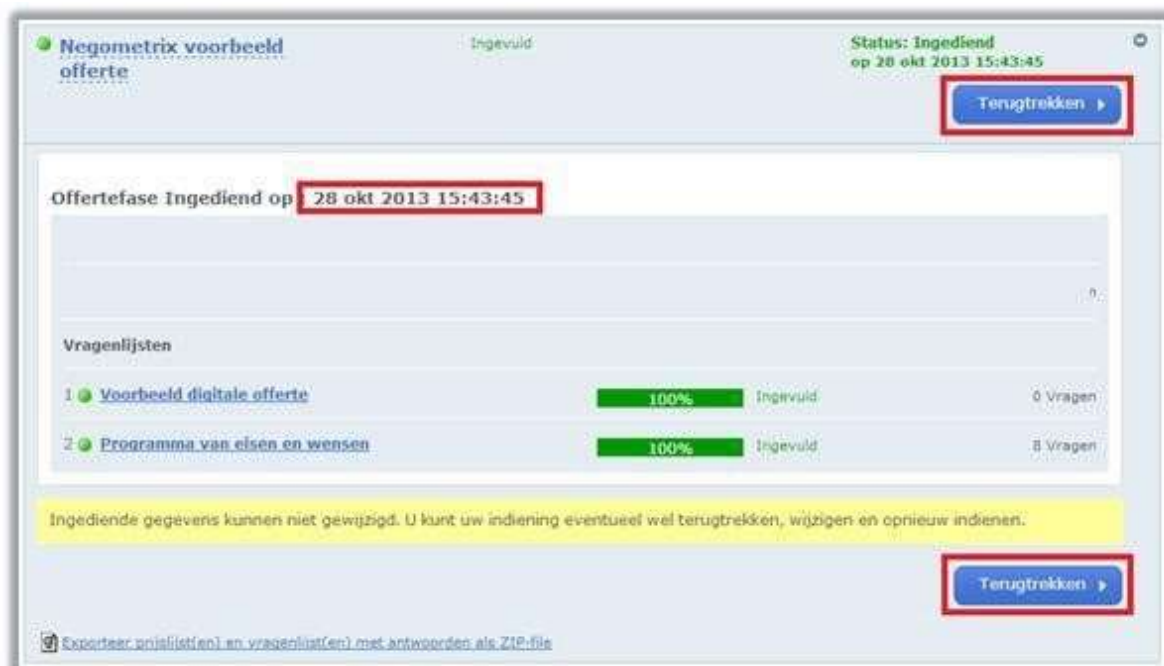 Negometrix voorbeeld Ingevuld Status: Ingediend
offerte op 28 okt 2013 15:43:45
Terugtrekken
Offertefase Ingediend op : 28 okt 2013 15:43:45
Vragenlijsten
1 Voorbeeld digitale offerte 100% Ingevuld 0 Vragen
2 Programma van eisen en wensen 100% Ingevuld 8 Vragen
Ingediende gegevens kunnen niet gewijzigd. U kunt uw indiening eventueel wel terugtrekken, wijzigen en opnieuw indienen.
Terugtrekken
Exporteer prijslijst(en) en vragenlijst(en) met antwoorden als ZIP-file